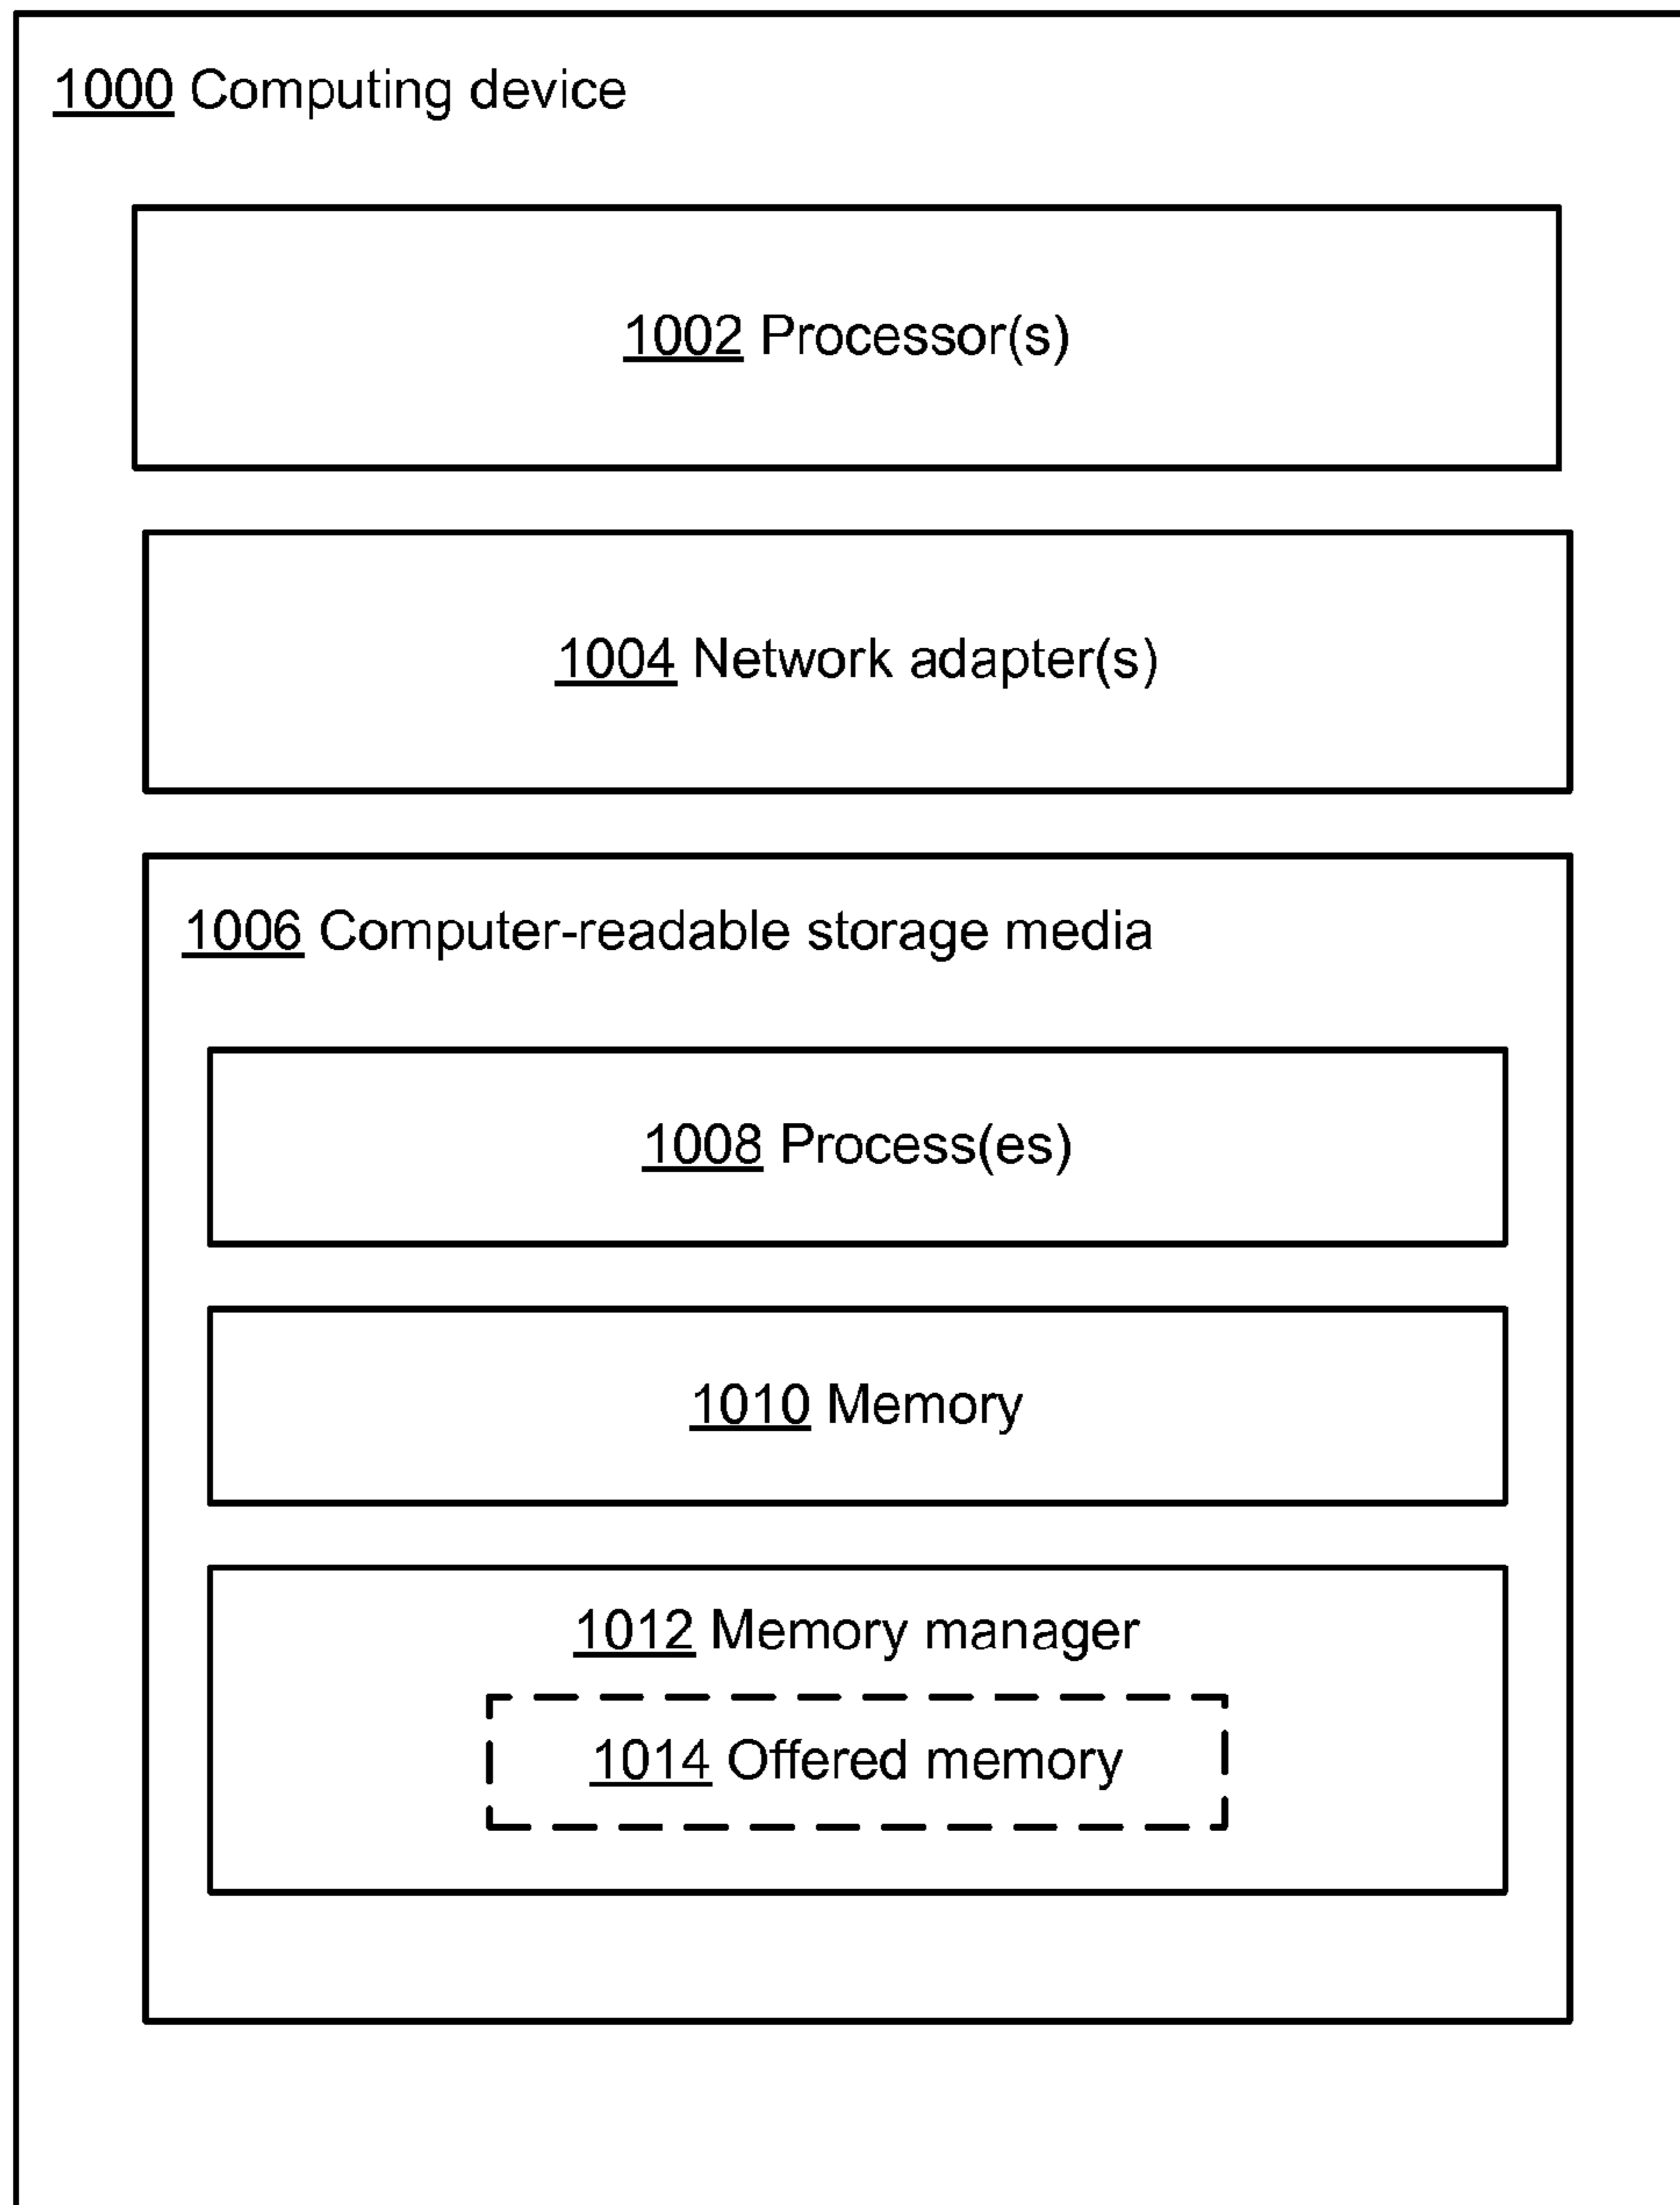 1000 Computing device
1002 Processor(s)
1004 Network adapter(s)
1006 Computer-readable storage media
1008 Process(es)
1010 Memory
1012 Memory manager
1014 Offered memory